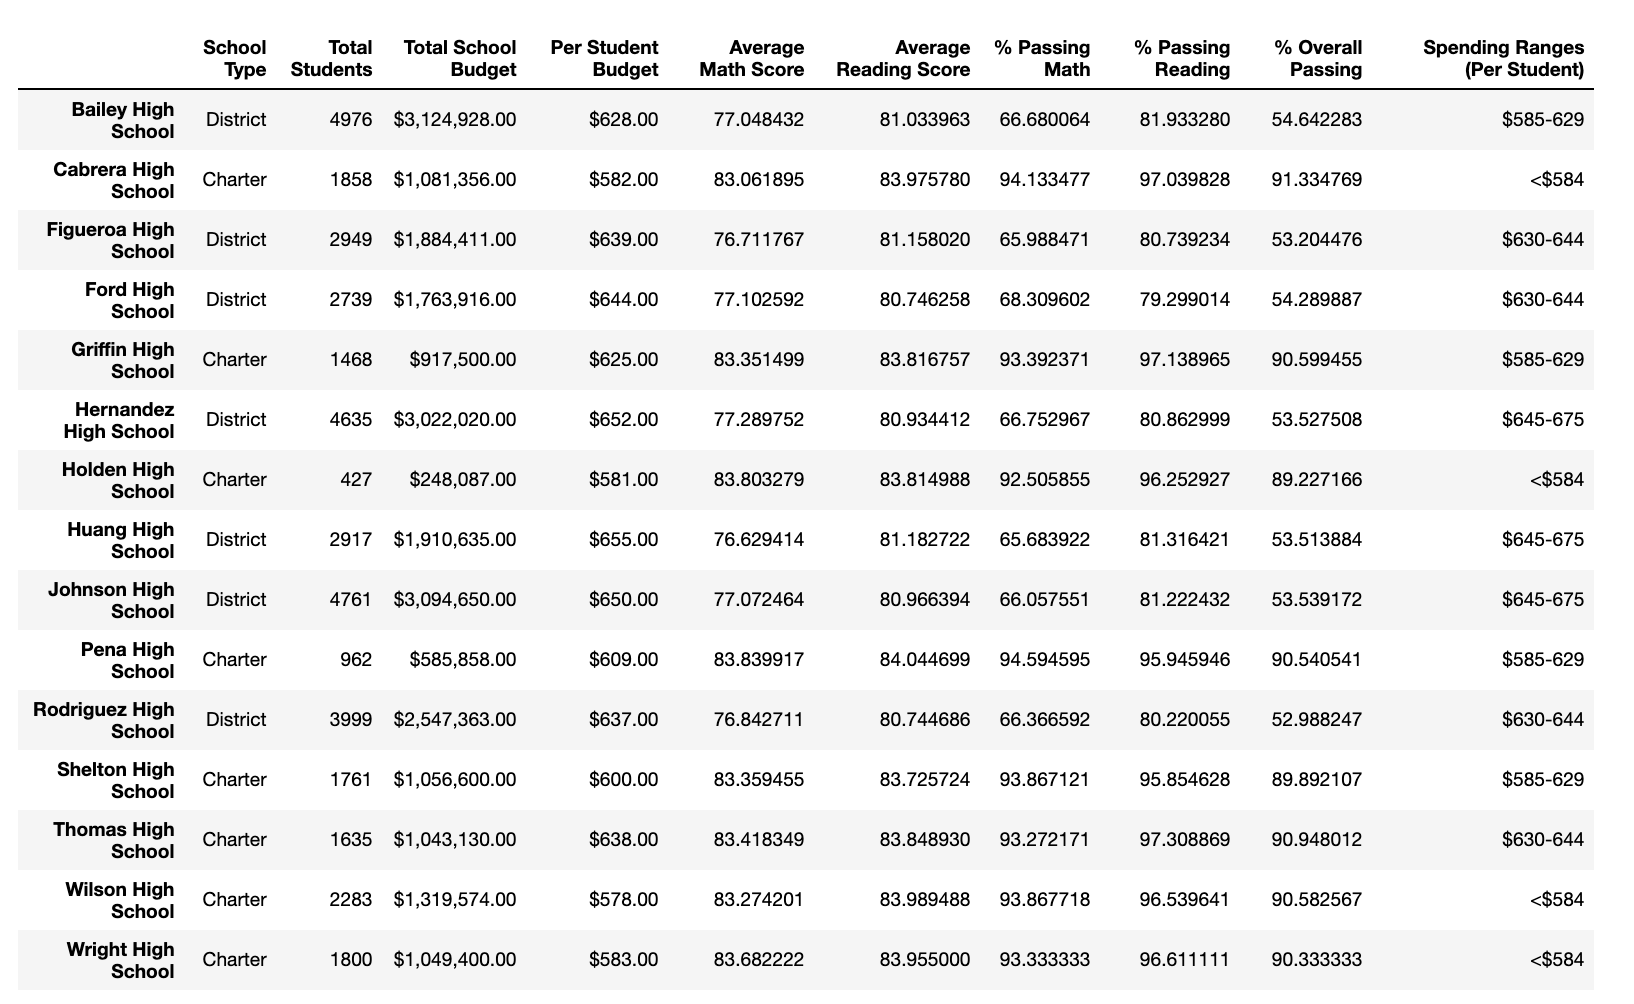 School Type Total Students Total School Budget Per Student Budget Average Math Score Average Reading Score % Passing Math % Passing Reading % Overall Passing Spending Ranges (Per Student)
Bailey High School District 4976 $3,124,928.00 $628.00 77.048432 81.033963 66.680064 81.933280 54.642283 $585-629
Cabrera High School Charter 1858 $1,081,356.00 $582.00 83.061895 83.975780 94.133477 97.039828 91.334769 <$584
Figueroa High School District 2949 $1,884,411.00 $639.00 76.711767 81.158020 65.988471 80.739234 53.204476 $630-644
Ford High School District 2739 $1,763,916.00 $644.00 77.102592 80.746258 68.309602 79.299014 54.289887 $630-644
Griffin High School Charter 1468 $917,500.00 $625.00 83.351499 83.816757 93.392371 97.138965 90.599455 $585-629
Hernandez High School District 4635 $3,022,020.00 $652.00 77.289752 80.934412 66.752967 80.862999 53.527508 $645-675
Holden High School Charter 427 $248,087.00 $581.00 83.803279 83.814988 92.505855 96.252927 89.227166 <$584
Huang High School District 2917 $1,910,635.00 $655.00 76.629414 81.182722 65.683922 81.316421 53.513884 $645-675
Johnson High School District 4761 $3,094,650.00 $650.00 77.072464 80.966394 66.057551 81.222432 53.539172 $645-675
Pena High School Charter 962 $585,858.00 $609.00 83.839917 84.044699 94.594595 95.945946 90.540541 $585-629
Rodriguez High School District 3999 $2,547,363.00 $637.00 76.842711 80.744686 66.366592 80.220055 52.988247 $630-644
Shelton High School Charter 1761 $1,056,600.00 $600.00 83.359455 83.725724 93.867121 95.854628 89.892107 $585-629
Thomas High School Charter 1635 $1,043,130.00 $638.00 83.418349 83.848930 93.272171 97.308869 90.948012 $630-644
Wilson High School Charter 2283 $1,319,574.00 $578.00 83.274201 83.989488 93.867718 96.539641 90.582567 <$584
Wright High School Charter 1800 $1,049,400.00 $583.00 83.682222 83.955000 93.333333 96.611111 90.333333 <$584